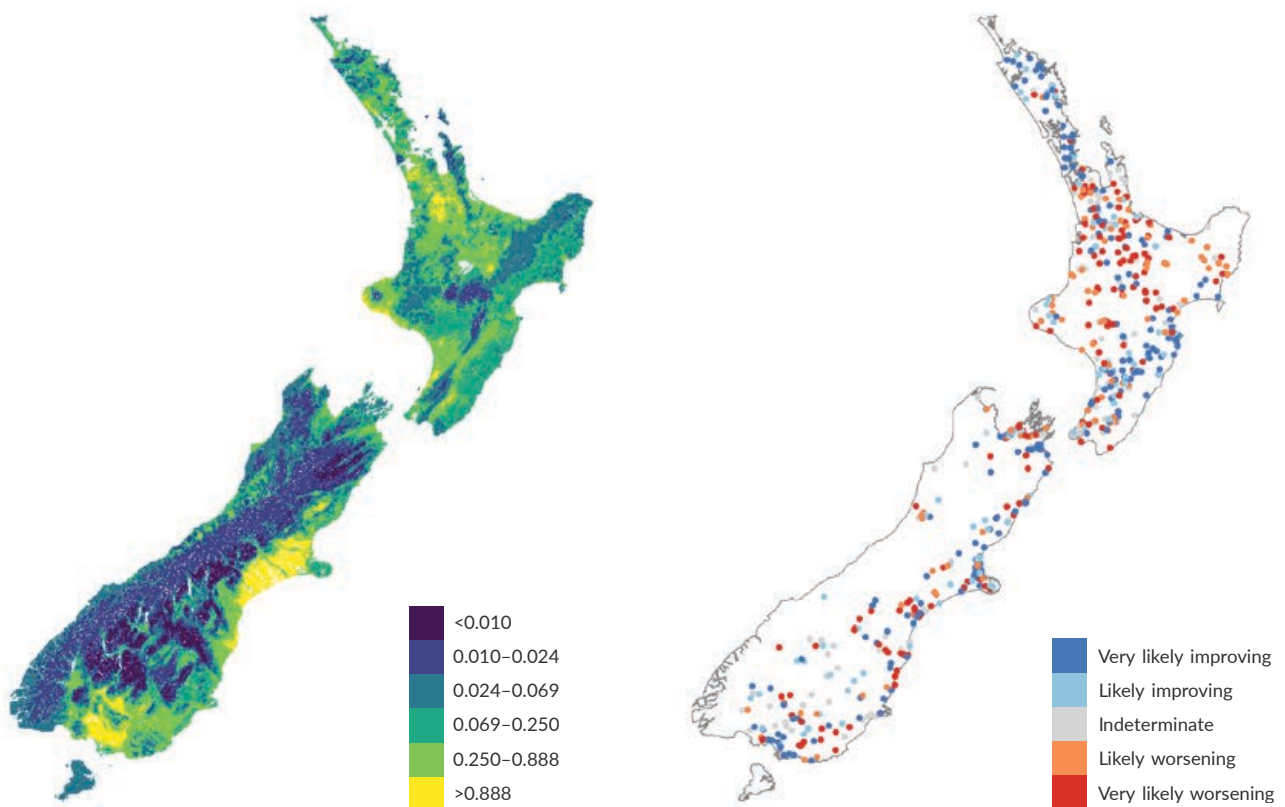 <0.010
0.010–0.024
0.024–0.069
0.069–0.250
0.250–0.888
>0.888
Very likely improving
Likely improving
Indeterminate
Likely worsening
Very likely worsening